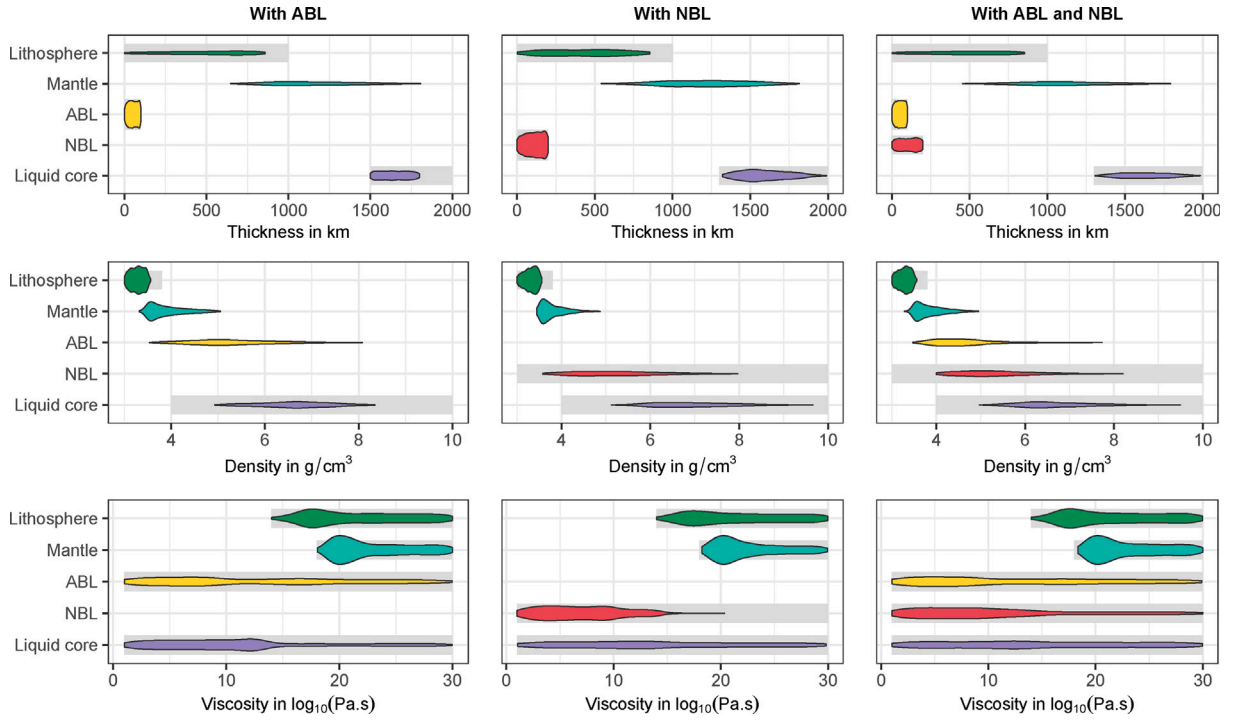 With ABL
With NBL
With ABL and NBL
Lithosphere
Mantle
ABL
NBL
Liquid core
0 500 1000 1500 2000
0 500 1000 1500 2000
0 500 1000 1500 2000
Thickness in km
Thickness in km
Thickness in km
Lithosphere
Mantle
ABL
NBL
Liquid core
4 6 8 10
4 6 8 10
4 6 8 10
Density in g/cm³
Density in g/cm³
Density in g/cm³
Lithosphere
Mantle
ABL
NBL
Liquid core
0 10 20 30
0 10 20 30
0 10 20 30
Viscosity in log₁₀(Pa.s)
Viscosity in log₁₀(Pa.s)
Viscosity in log₁₀(Pa.s)